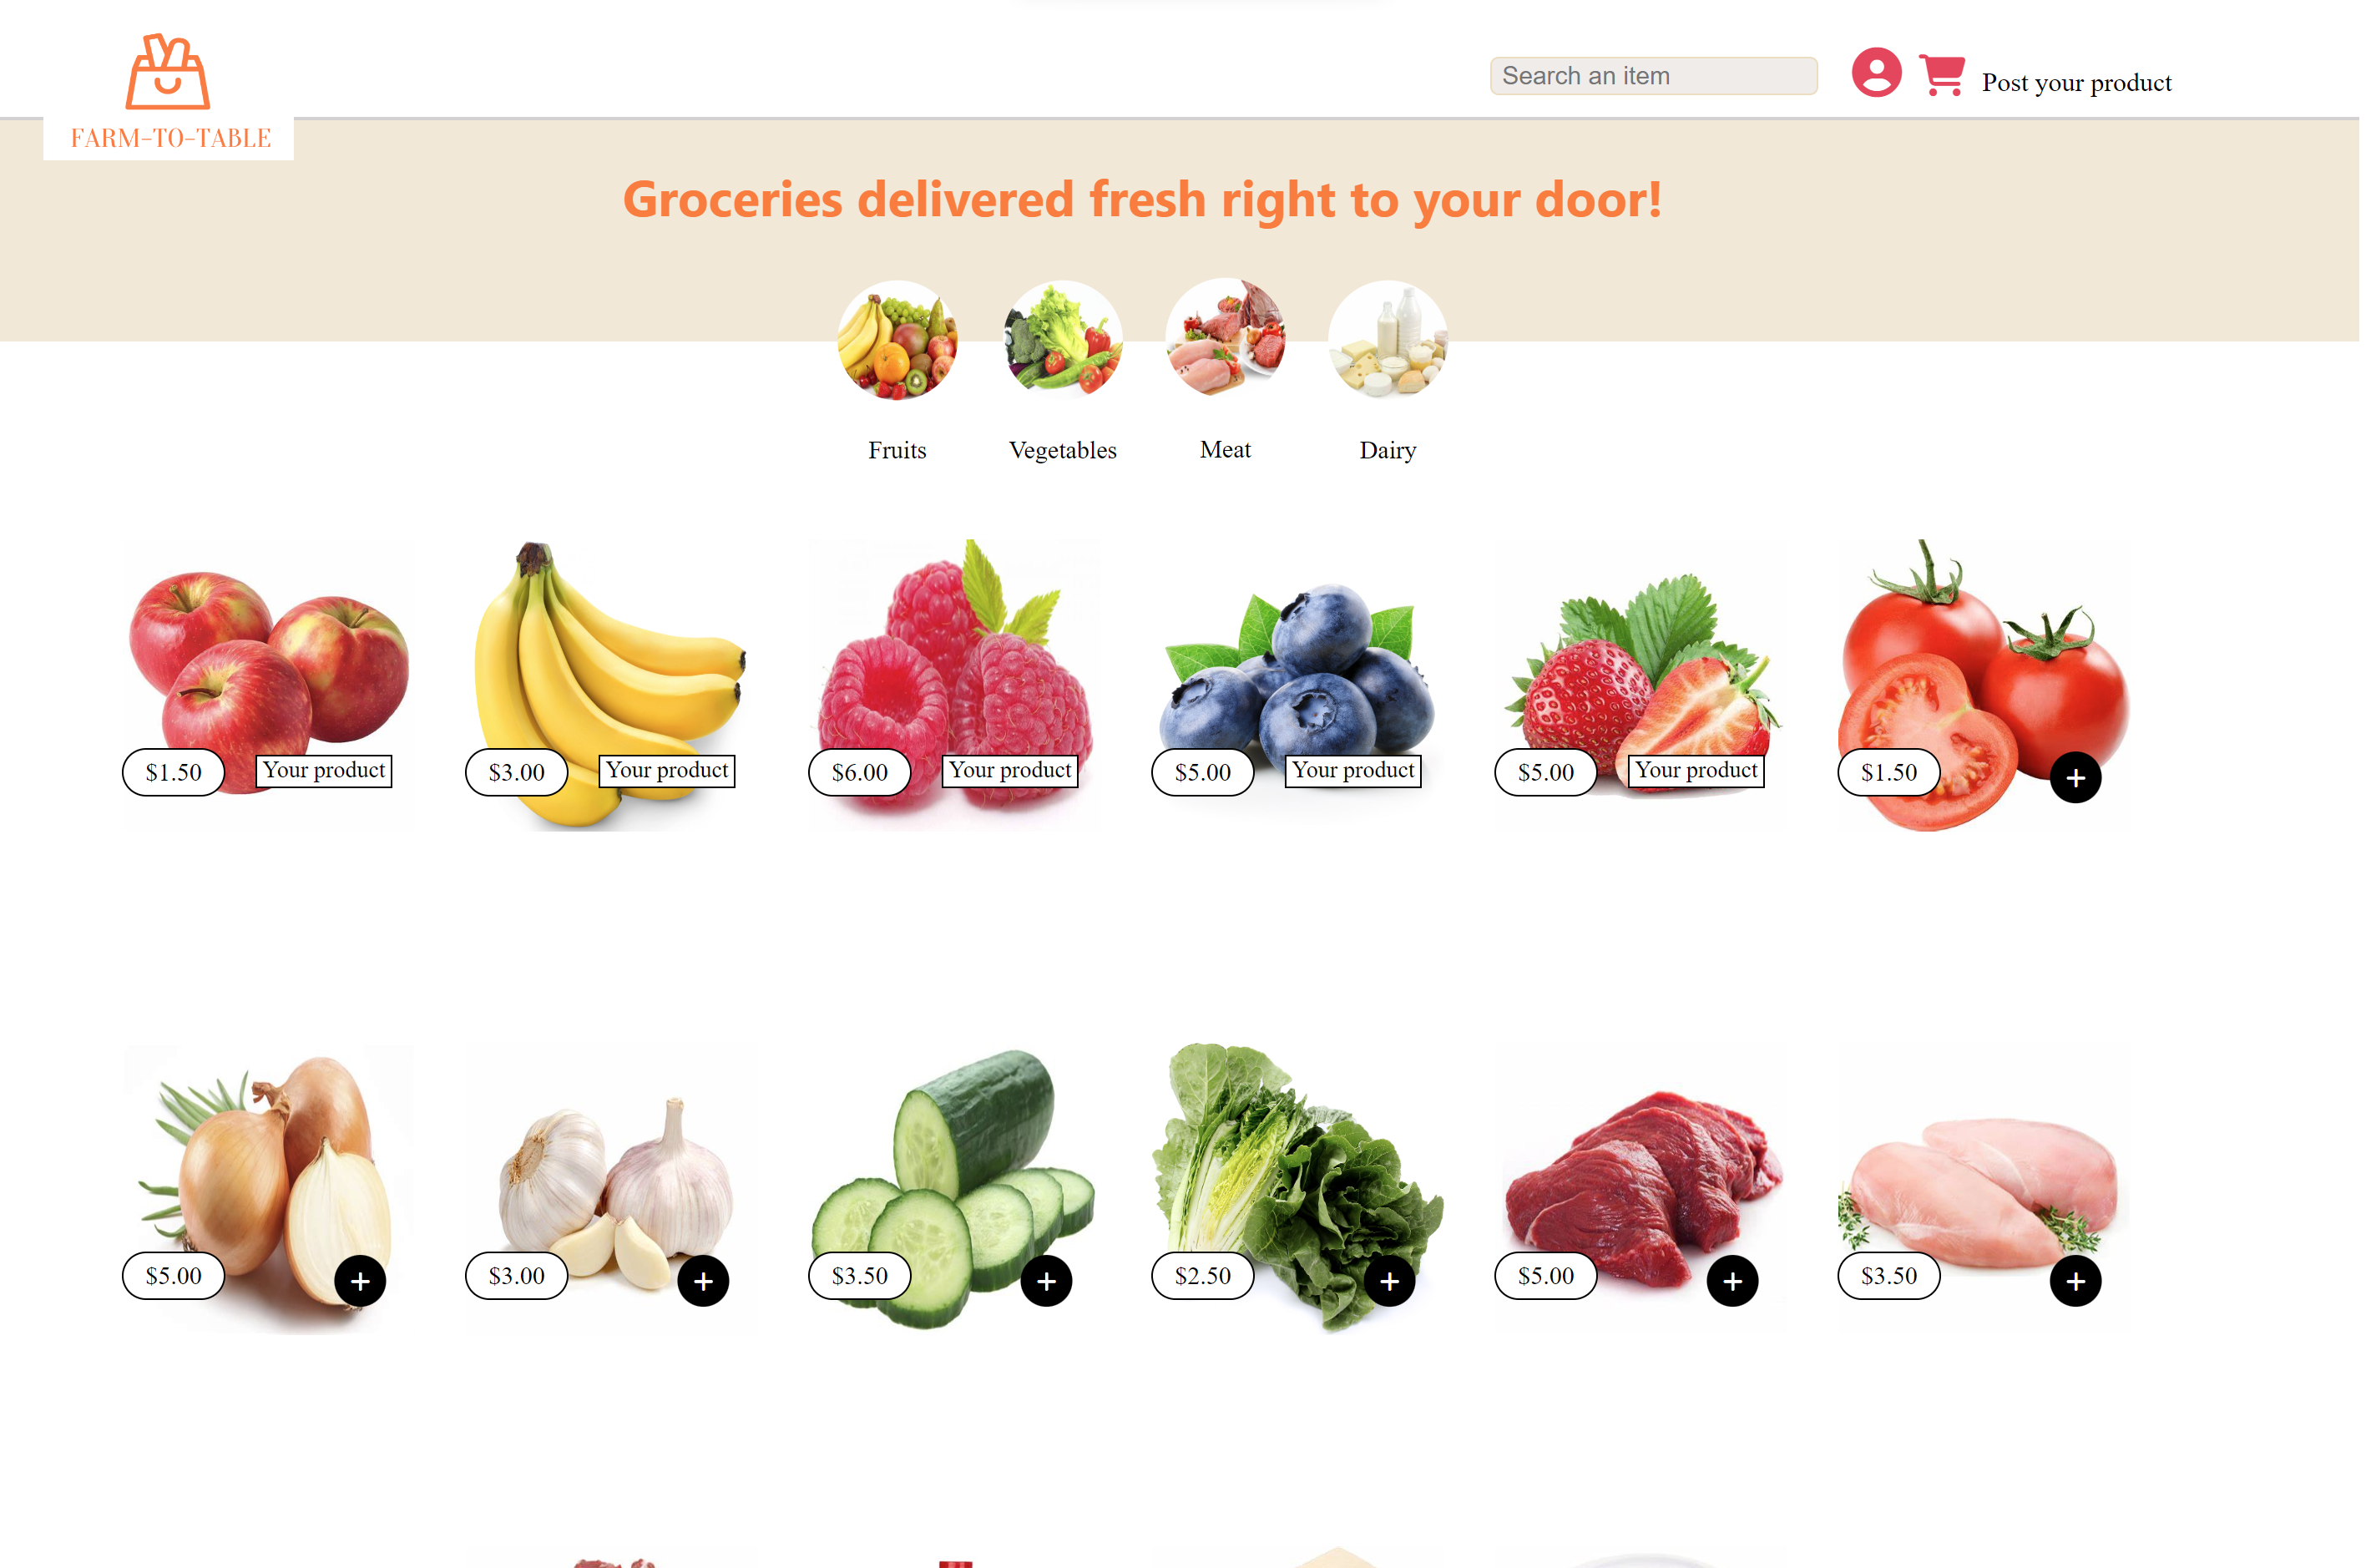 Search an item
Post your product
FARM-TO-TABLE
Groceries delivered fresh right to your door!
Fruits
Vegetables
Meat
Dairy
$1.50
Your product
$3.00
Your product
$6.00
Your product
$5.00
Your product
$5.00
Your product
$1.50
+
$5.00
+
$3.00
+
$3.50
+
$2.50
+
$5.00
+
$3.50
+